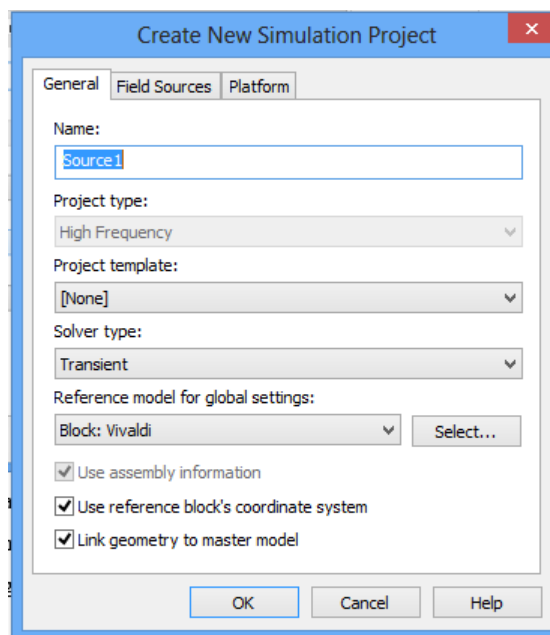 Create New Simulation Project
General Field Sources Platform
Name:
Source1
Project type:
High Frequency
Project template:
[None]
Solver type:
Transient
Reference model for global settings:
Block: Vivaldi Select...
Use assembly information
Use reference block's coordinate system
Link geometry to master model
OK Cancel Help